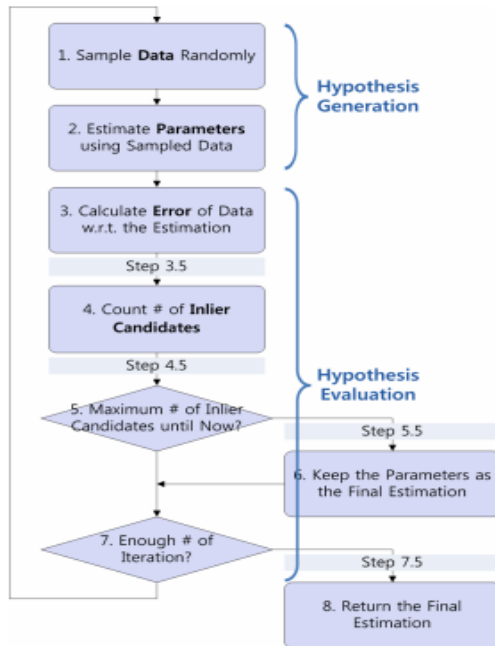 1. Sample Data Randomly
Hypothesis
Generation
2. Estimate Parameters
using Sampled Data
3. Calculate Error of Data
w.r.t. the Estimation
Step 3.5
4. Count # of Inlier
Candidates
Step 4.5
Hypothesis
Evaluation
5. Maximum # of Inlier
Candidates until Now?
Step 5.5
6. Keep the Parameters as
the Final Estimation
7. Enough # of
Iteration?
Step 7.5
8. Return the Final
Estimation